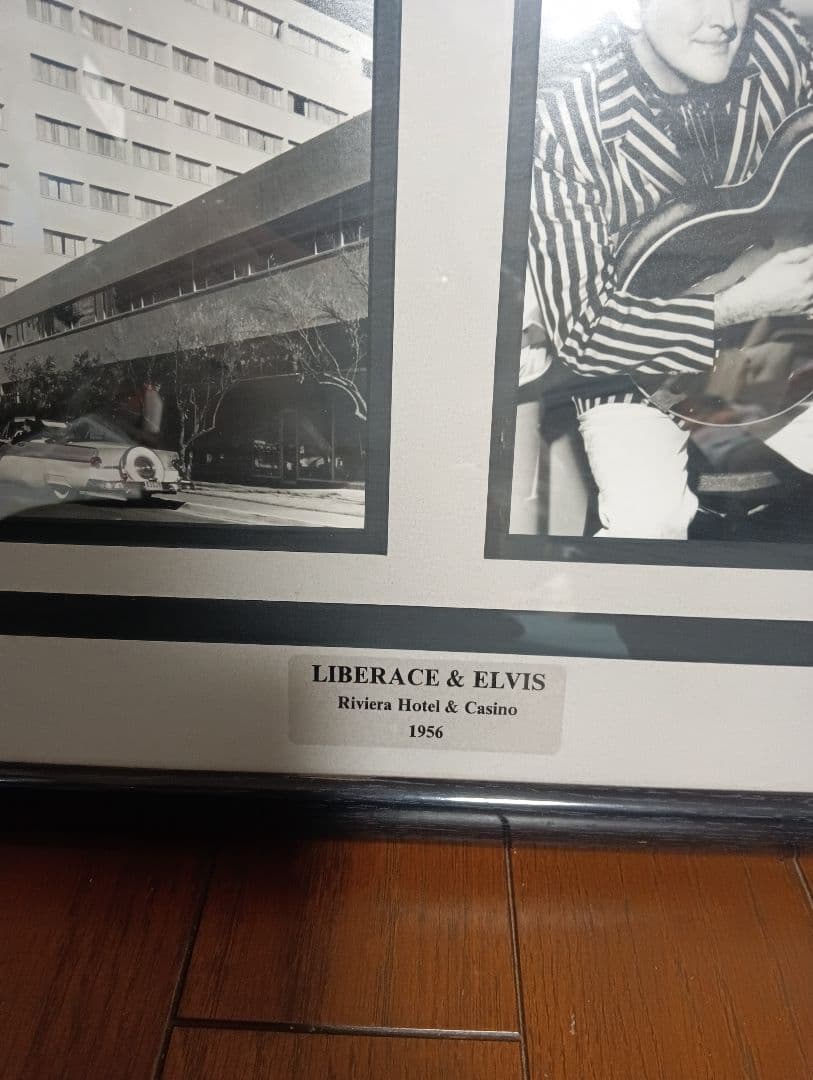 LIBERACE & ELVIS
Riviera Hotel & Casino
1956